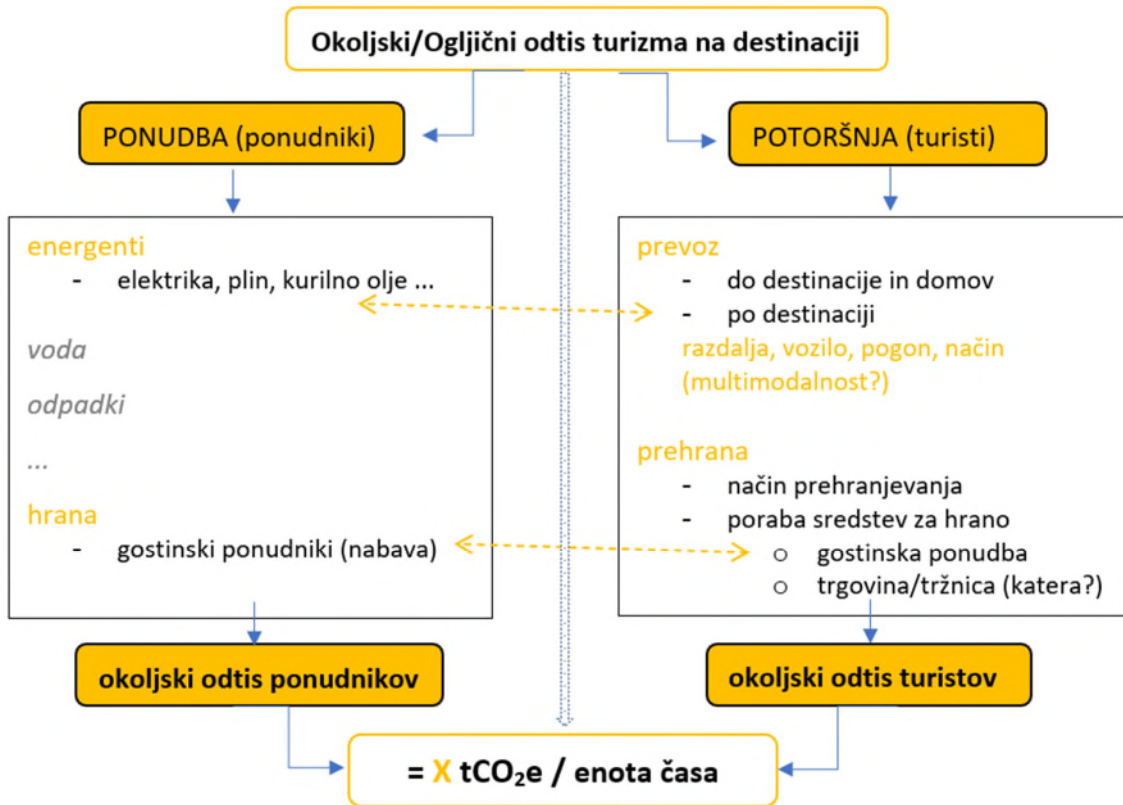 Okoljski/Ogljični odtis turizma na destinaciji
PONUDBA (ponudniki)
POTORŠNJA (turisti)
energenti
- elektrika, plin, kurilno olje ...
voda
odpadki
...
hrana
- gostinski ponudniki (nabava)
prevoz
- do destinacije in domov
- po destinaciji
razdalja, vozilo, pogon, način
(multimodalnost?)
prehrana
- način prehranjevanja
- poraba sredstev za hrano
o gostinska ponudba
o trgovina/tržnica (katera?)
okoljski odtis ponudnikov
okoljski odtis turistov
= X tCO₂e / enota časa